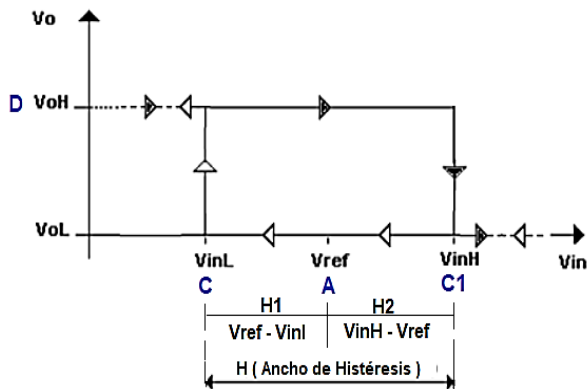 Vo
D VoH
VoL
VinL Vref VinH Vin
C A C1
H1 H2
Vref - Vinl VinH - Vref
H ( Ancho de Histéresis )